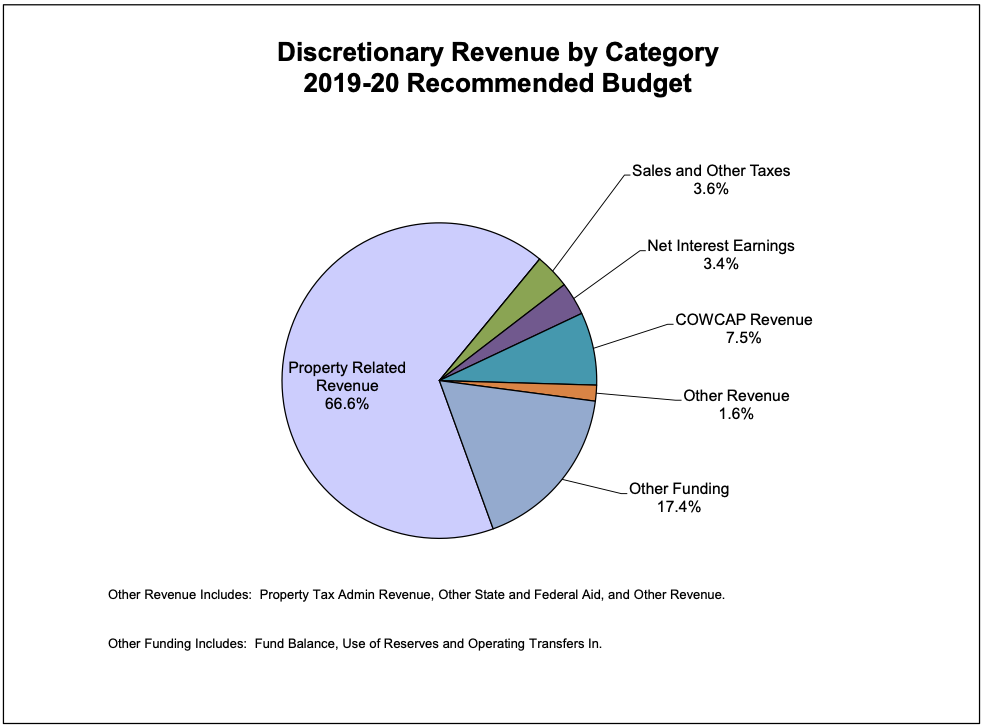 Discretionary Revenue by Category
2019-20 Recommended Budget
Sales and Other Taxes
3.6%
Net Interest Earnings
3.4%
COWCAP Revenue
7.5%
Property Related
Revenue
66.6%
Other Revenue
1.6%
Other Funding
17.4%
Other Revenue Includes:  Property Tax Admin Revenue, Other State and Federal Aid, and Other Revenue.
Other Funding Includes:  Fund Balance, Use of Reserves and Operating Transfers In.